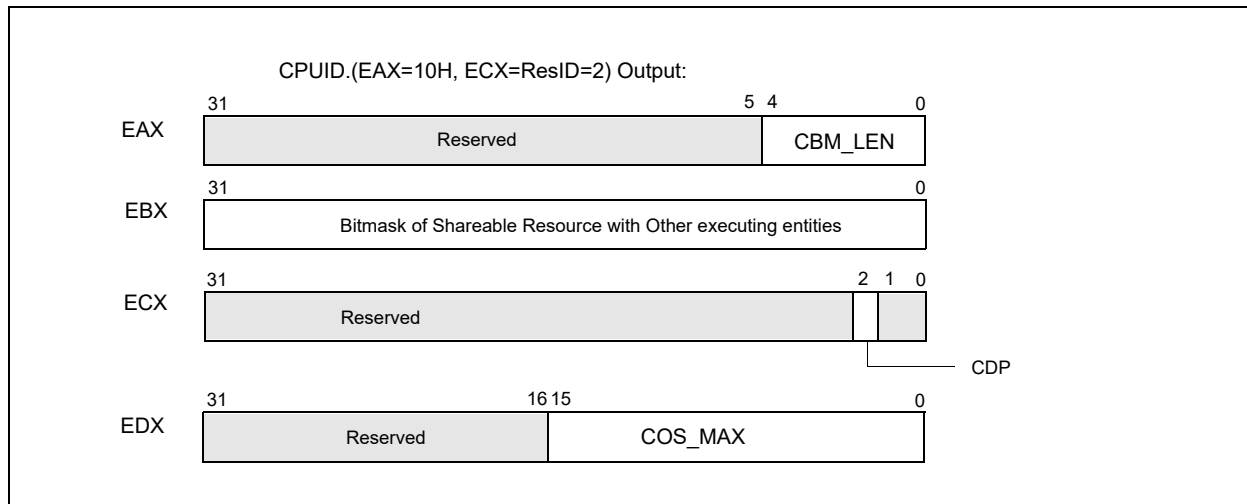 CPUID.(EAX=10H, ECX=ResID=2) Output:
31 5 4 0
EAX Reserved CBM_LEN
31 0
EBX Bitmask of Shareable Resource with Other executing entities
31 2 1 0
ECX Reserved
CDP
31 16 15 0
EDX Reserved COS_MAX